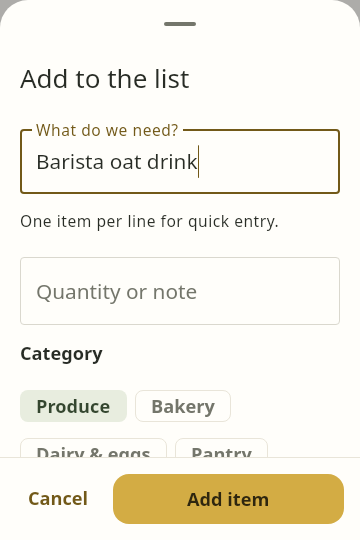 Add to the list
What do we need?
Barista oat drink
One item per line for quick entry.
Quantity or note
Category
Produce
Bakery
Dairy & eggs
Pantry
Cancel
Add item